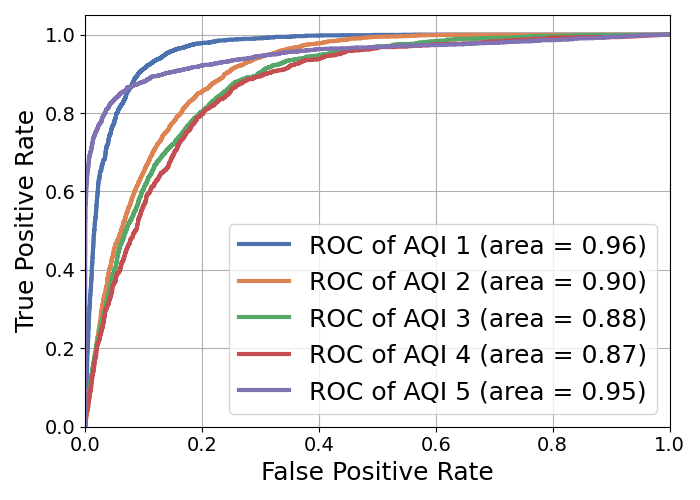 1.0
0.8
0.6
0.4
0.2
0.0
True Positive Rate
ROC of AQI 1 (area = 0.96)
ROC of AQI 2 (area = 0.90)
ROC of AQI 3 (area = 0.88)
ROC of AQI 4 (area = 0.87)
ROC of AQI 5 (area = 0.95)
0.0 0.2 0.4 0.6 0.8 1.0
False Positive Rate